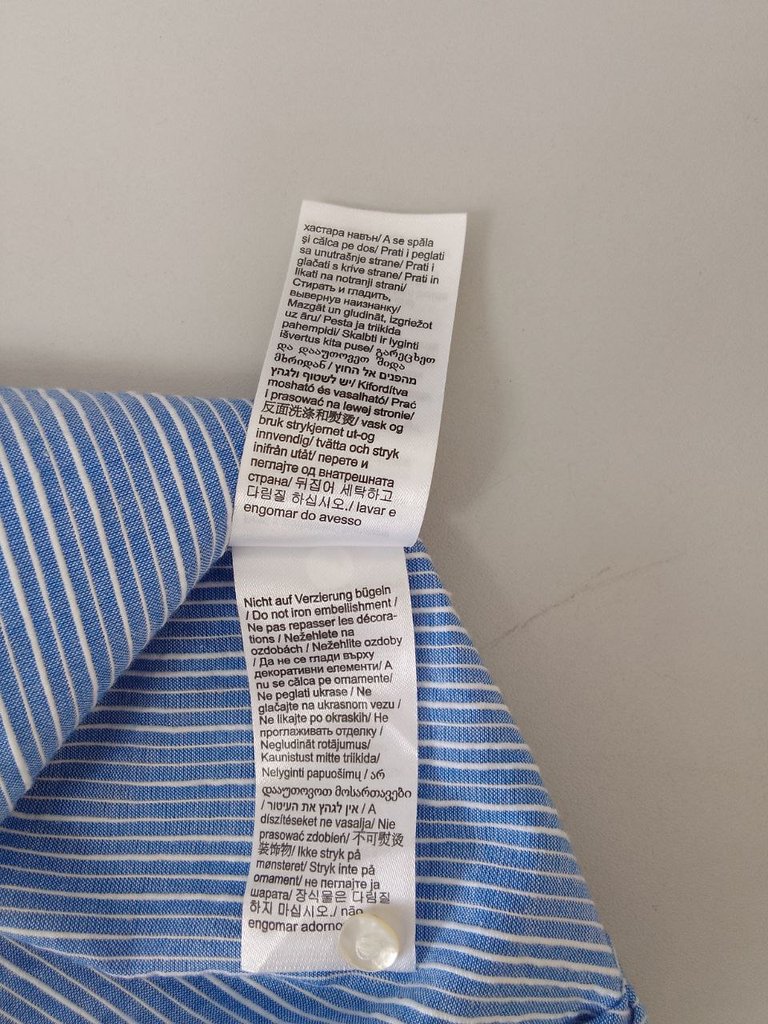 хастара навън/ A se spăla
și călca pe dos/ Prati i peglati
sa unutrašnje strane/ Prati i
glačati s krive strane/ Prati in
likati na notranji strani/
Стирать и гладить,
вывернув наизнанку/
Mazgāt un gludināt, izgriežot
uz āru/ Pesta ja triikida
pahempidi/ Skalbti ir lyginti
išvertus kita puse/ გარეცხეთ
და დააუთოვეთ შიდა
მხრიდან / יש לשטוף ולגהץ
מהפנים אל החוץ/ Kifordítva
mosható és vasalható/ Prać
i prasować na lewej stronie/
反面洗涤和熨烫/ vask og
bruk strykjernet ut-og
innvendig/ tvätta och stryk
inifrån utåt/ перете и
пеглајте од внатрешната
страна/ 뒤집어 세탁하고
다림질 하십시오./ lavar e
engomar do avesso
Nicht auf Verzierung bügeln
/ Do not iron embellishment /
Ne pas repasser les décora-
tions / Nežehlete na
ozdobách / Nežehlite ozdoby
/ Да не се глади върху
декоративни елементи/ A
nu se călca pe ornamente/
Ne peglati ukrase / Ne
glačajte na ukrasnom vezu /
Ne likajte po okraskih/ Не
проглаживать отделку /
Negludināt rotājumus/
Kaunistust mitte triikida/
Nelyginti papuošimų / არ
დააუთოვოთ მოსართავები
/ אין לגהץ את העיטור / A
díszítéseket ne vasalja/ Nie
prasować zdobień/ 不可熨烫
装饰物/ Ikke stryk på
mønsteret/ Stryk inte på
ornament/ не пеглајте ја
шарата/ 장식물은 다림질
하지 마십시오./ não
engomar adorno